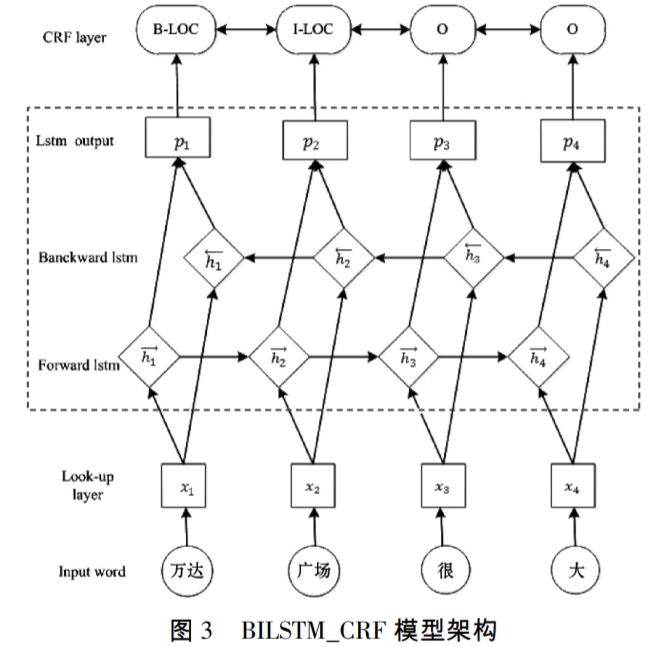 CRF layer B-LOC I-LOC O O
Lstm output p₁ p₂ p₃ p₄
Banckward lstm ←h₁ ←h₂ ←h₃ ←h₄
Forward lstm →h₁ →h₂ →h₃ →h₄
Look-up
layer x₁ x₂ x₃ x₄
Input word 万达 广场 很 大
图 3 BILSTM_CRF 模型架构